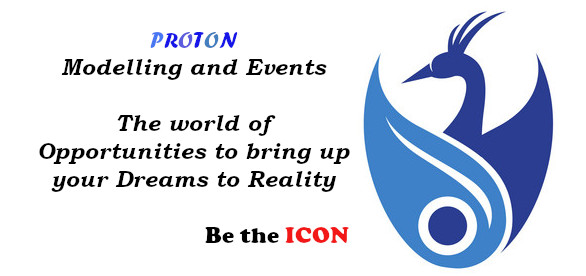 PROTON
Modelling and Events
The world of
Opportunities to bring up
your Dreams to Reality
Be the ICON